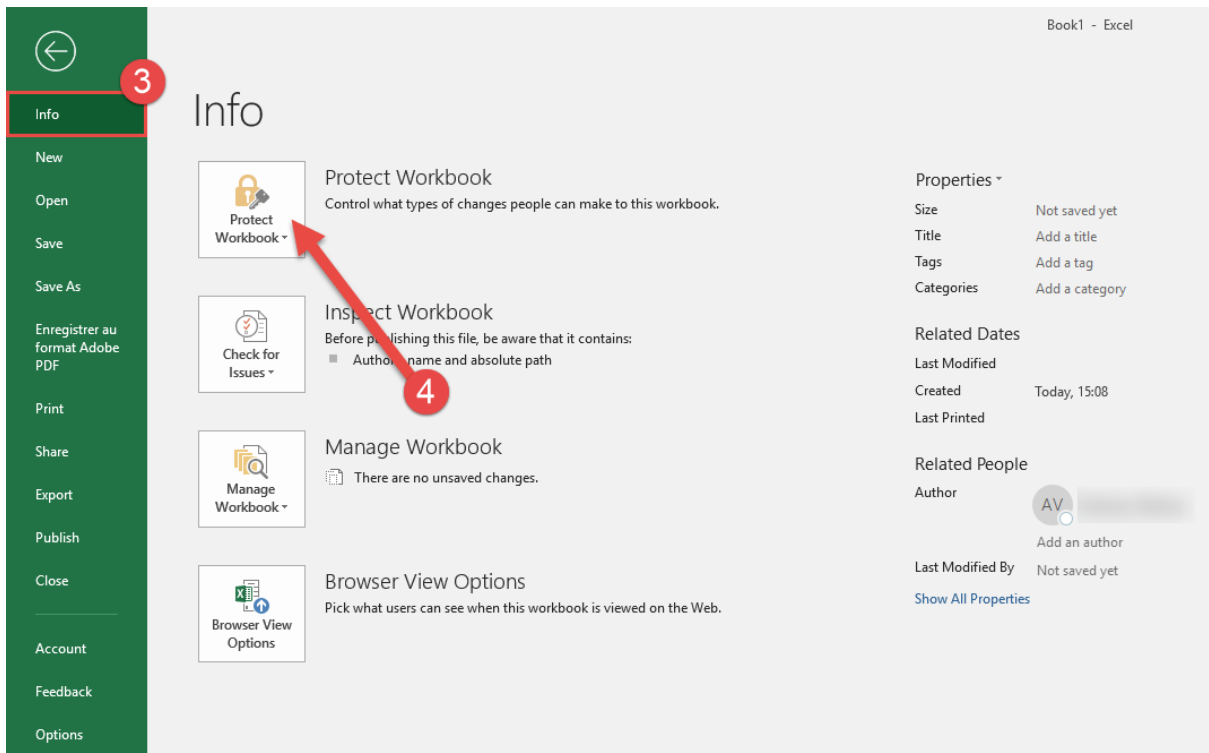 Book1 - Excel
3
Info
New
Open
Save
Save As
Enregistrer au
format Adobe
PDF
Print
Share
Export
Publish
Close
Account
Feedback
Options
Info
Protect
Workbook
Protect Workbook
Control what types of changes people can make to this workbook.
Check for
Issues
Inspect Workbook
Before publishing this file, be aware that it contains:
name and absolute path
4
Manage
Workbook
Manage Workbook
There are no unsaved changes.
Browser View
Options
Browser View Options
Pick what users can see when this workbook is viewed on the Web.
Properties
Size Not saved yet
Title Add a title
Tags Add a tag
Categories Add a category
Related Dates
Last Modified
Created Today, 15:08
Last Printed
Related People
Author AV
Add an author
Last Modified By Not saved yet
Show All Properties